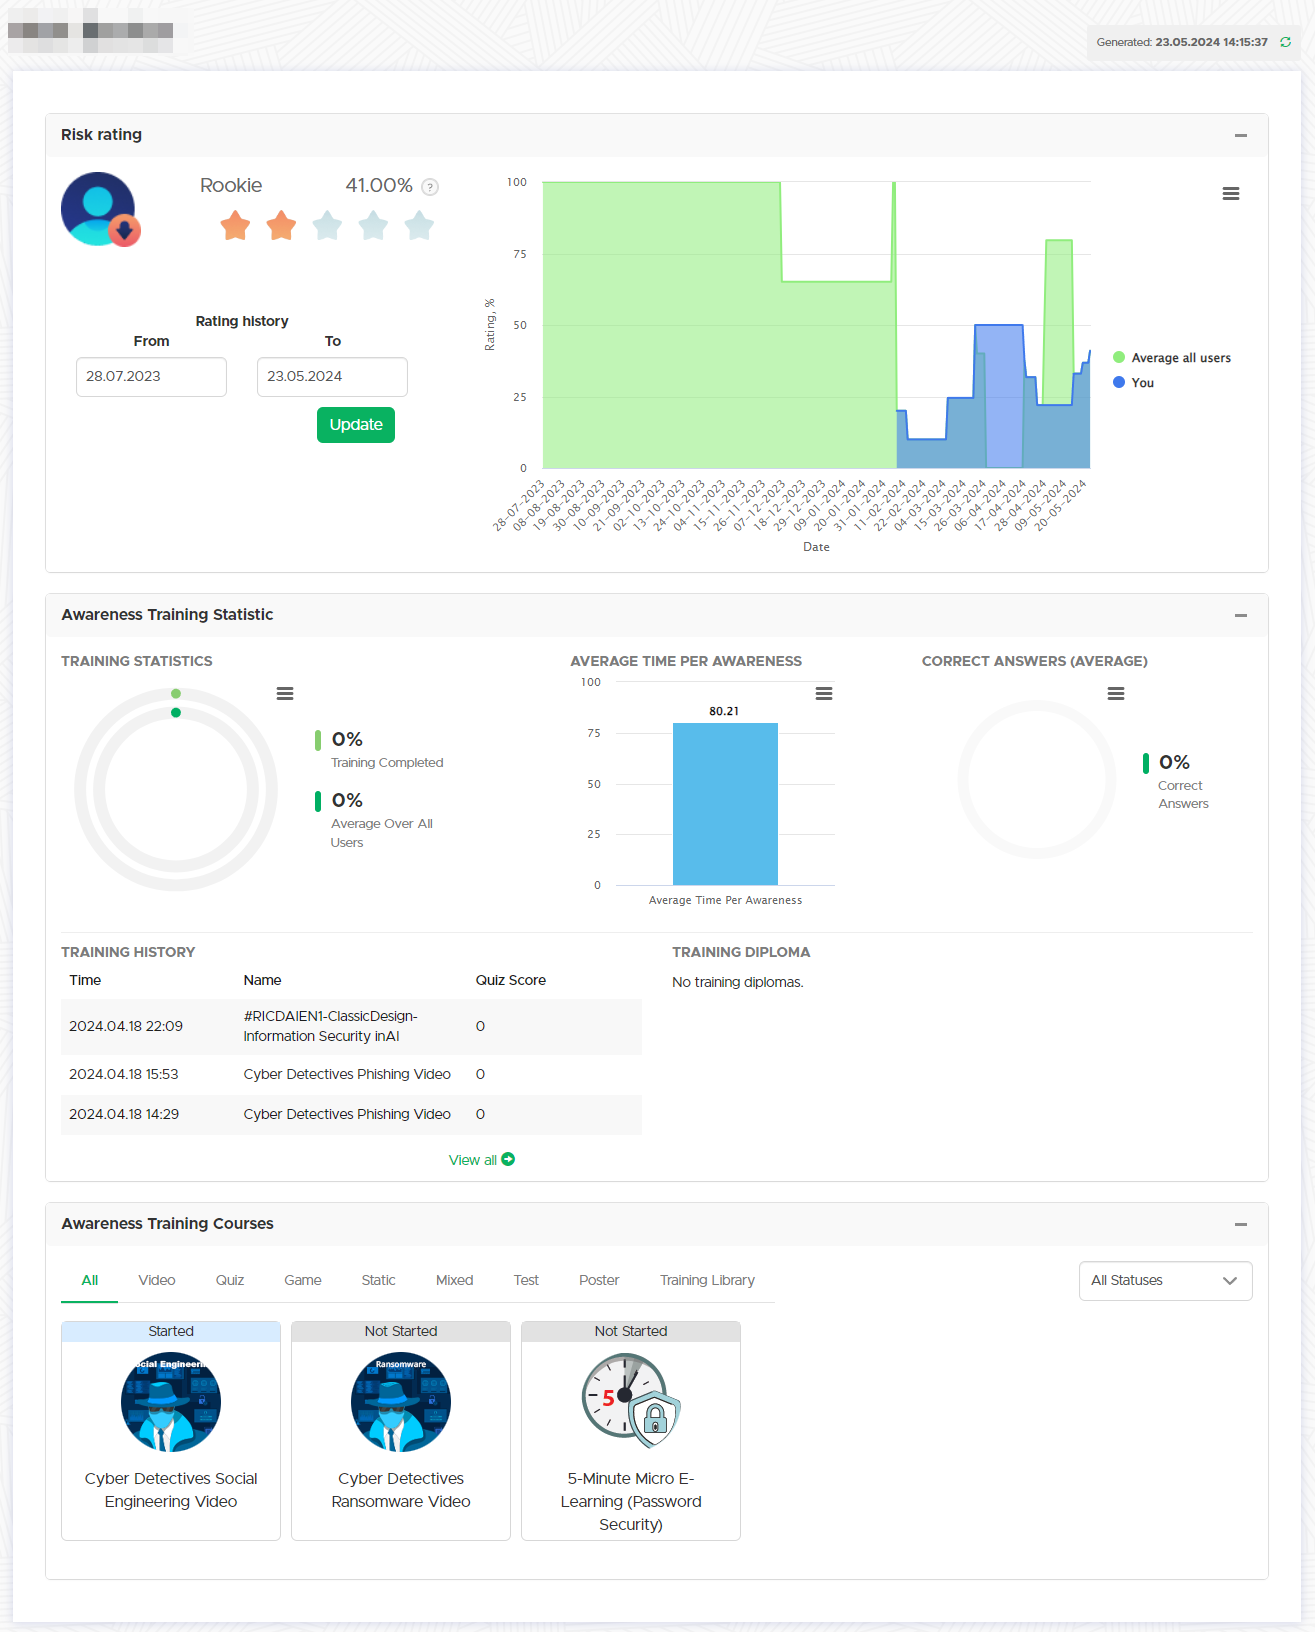 Generated: 23.05.2024 14:15:37
Risk rating
Rookie 41.00% ?
Rating history
From To
28.07.2023 23.05.2024
Update
100
75
50
25
0
Rating, %
28-07-2023
08-08-2023
19-08-2023
30-08-2023
10-09-2023
21-09-2023
02-10-2023
13-10-2023
24-10-2023
04-11-2023
15-11-2023
26-11-2023
07-12-2023
18-12-2023
29-12-2023
09-01-2024
20-01-2024
31-01-2024
11-02-2024
22-02-2024
04-03-2024
15-03-2024
26-03-2024
06-04-2024
17-04-2024
28-04-2024
09-05-2024
20-05-2024
Date
Average all users
You
Awareness Training Statistic
TRAINING STATISTICS
0%
Training Completed
0%
Average Over All
Users
AVERAGE TIME PER AWARENESS
100
75
50
25
0
80.21
Average Time Per Awareness
CORRECT ANSWERS (AVERAGE)
0%
Correct
Answers
TRAINING HISTORY
Time Name Quiz Score
2024.04.18 22:09 #RICDAIEN1-ClassicDesign-
Information Security inAI 0
2024.04.18 15:53 Cyber Detectives Phishing Video 0
2024.04.18 14:29 Cyber Detectives Phishing Video 0
View all
TRAINING DIPLOMA
No training diplomas.
Awareness Training Courses
All Video Quiz Game Static Mixed Test Poster Training Library
All Statuses
Started
ocial Engineerin
Cyber Detectives Social
Engineering Video
Not Started
Ransomware
Cyber Detectives
Ransomware Video
Not Started
5
5-Minute Micro E-
Learning (Password
Security)